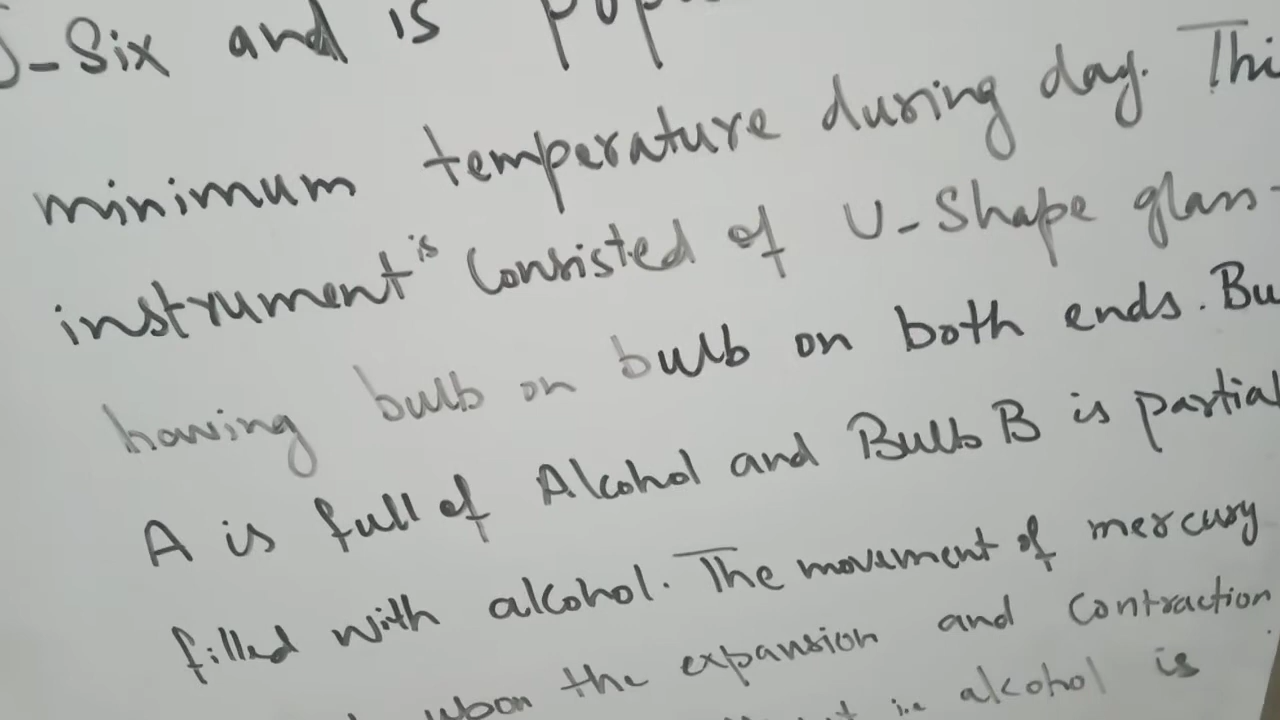 -Six and is
minimum temperature during day. Thi
instrument is Consisted of U-Shape glass-
having bulb on bulb on both ends. Bu
A is full of Alcohol and Bulb B is partial
filled with alcohol. The movement of mercury
upon the expansion and Contraction
i.e alcohol is